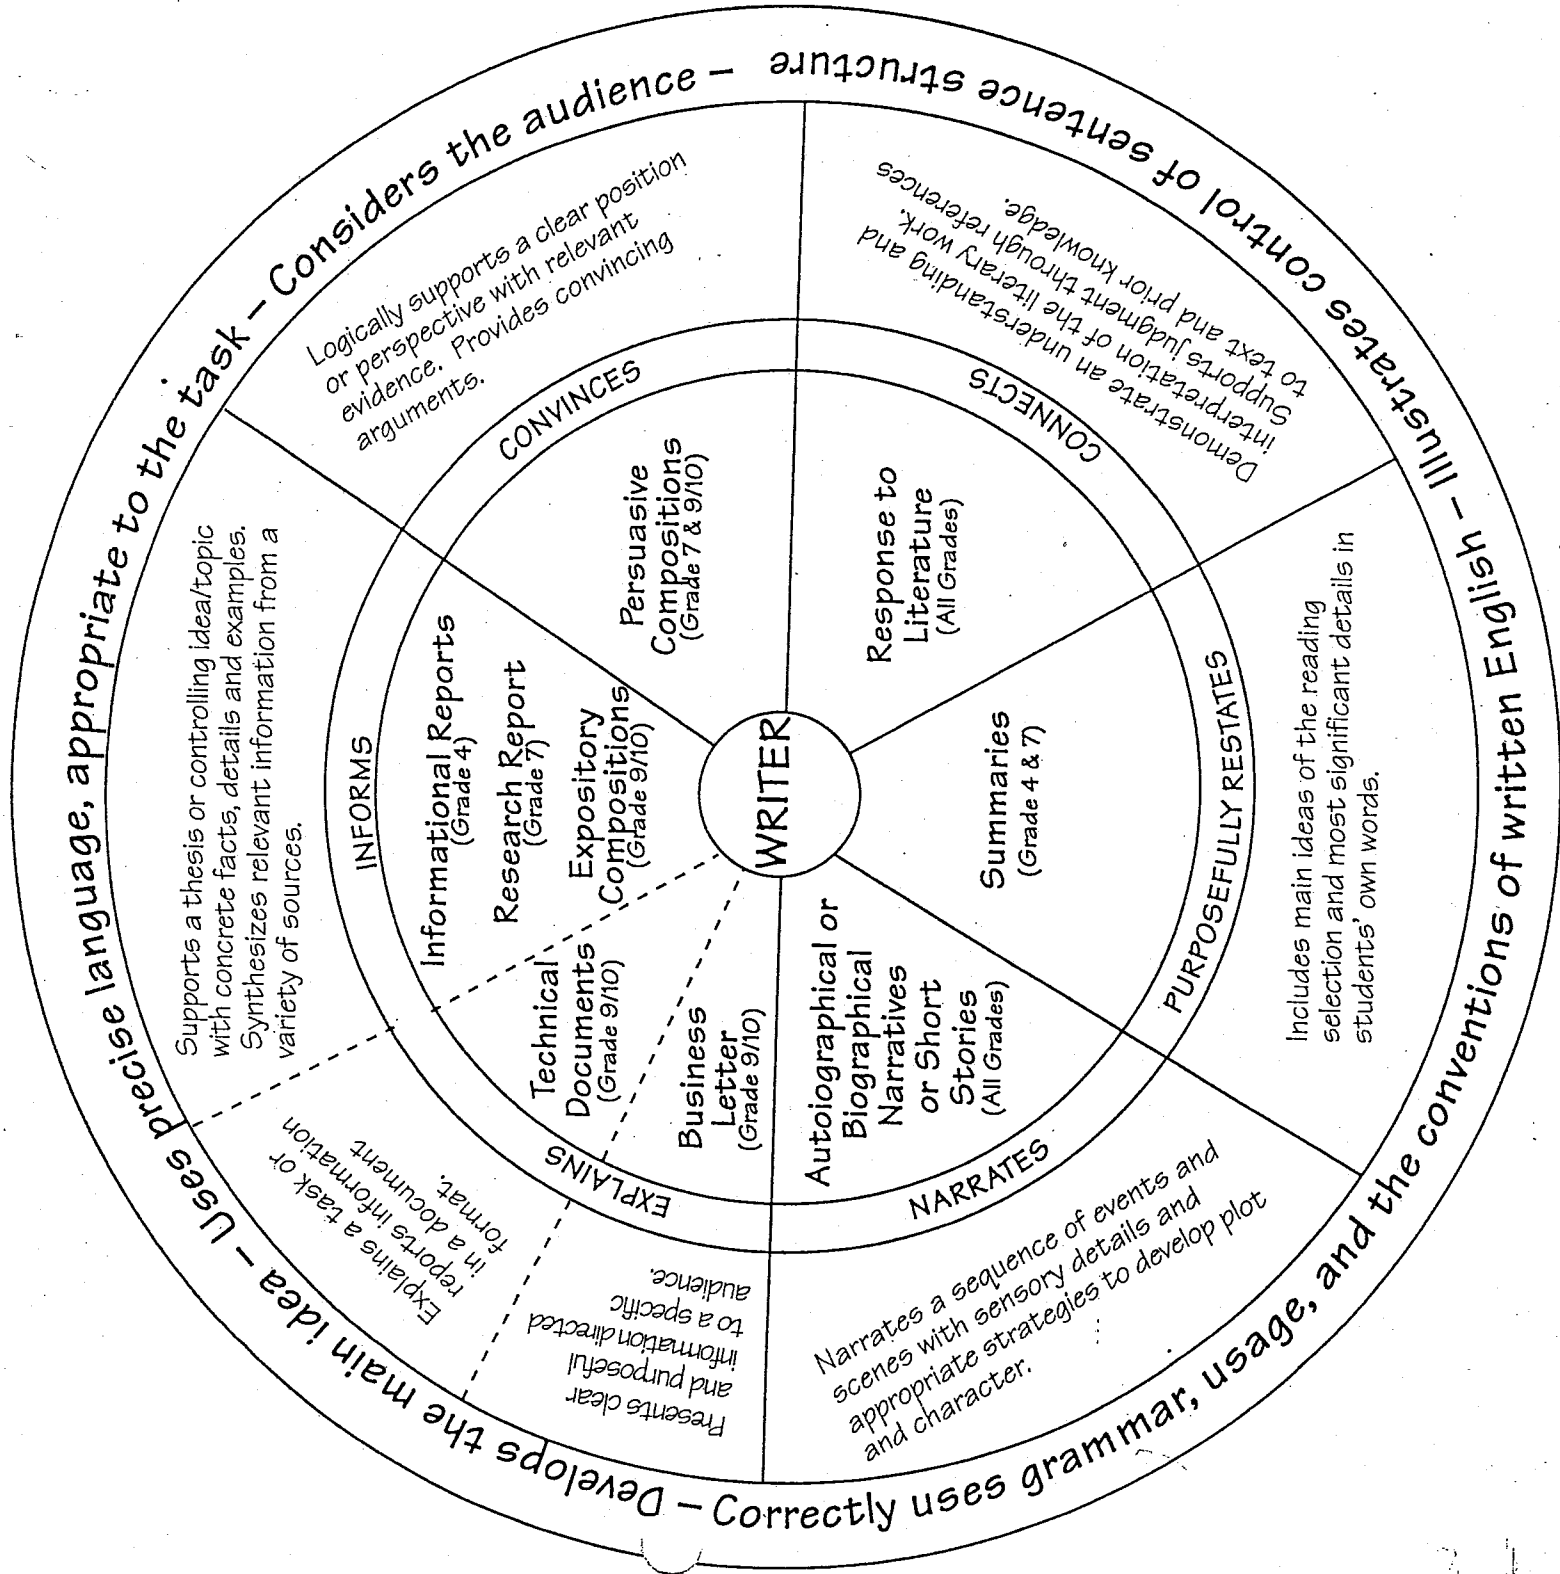 WRITER
Persuasive
Compositions
(Grade 7 & 9/10)
Response to
Literature
(All Grades)
Summaries
(Grade 4 & 7)
Autoiographical or
Biographical
Narratives
or Short
Stories
(All Grades)
Business
Letter
(Grade 9/10)
Technical
Documents
(Grade 9/10)
Informational Reports
(Grade 4)
Research Report
(Grade 7)
Expository
Compositions
(Grade 9/10)
CONVINCES
CONNECTS
PURPOSEFULLY RESTATES
NARRATES
EXPLAINS
INFORMS
Logically supports a clear position
or perspective with relevant
evidence. Provides convincing
arguments.
Demonstrate an understanding and
interpretation of the literary work.
Supports judgment through references
to text and prior knowledge.
Includes main ideas of the reading
selection and most significant details in
students' own words.
Narrates a sequence of events and
scenes with sensory details and
appropriate strategies to develop plot
and character.
Presents clear
and purposeful
information directed
to a specific
audience.
Explains a task or
reports information
in a document
format.
Supports a thesis or controlling idea/topic
with concrete facts, details and examples.
Synthesizes relevant information from a
variety of sources.
Uses precise language, appropriate to the task – Considers the audience –
Illustrates control of sentence structure –
Correctly uses grammar, usage, and the conventions of written English –
Develops the main idea –